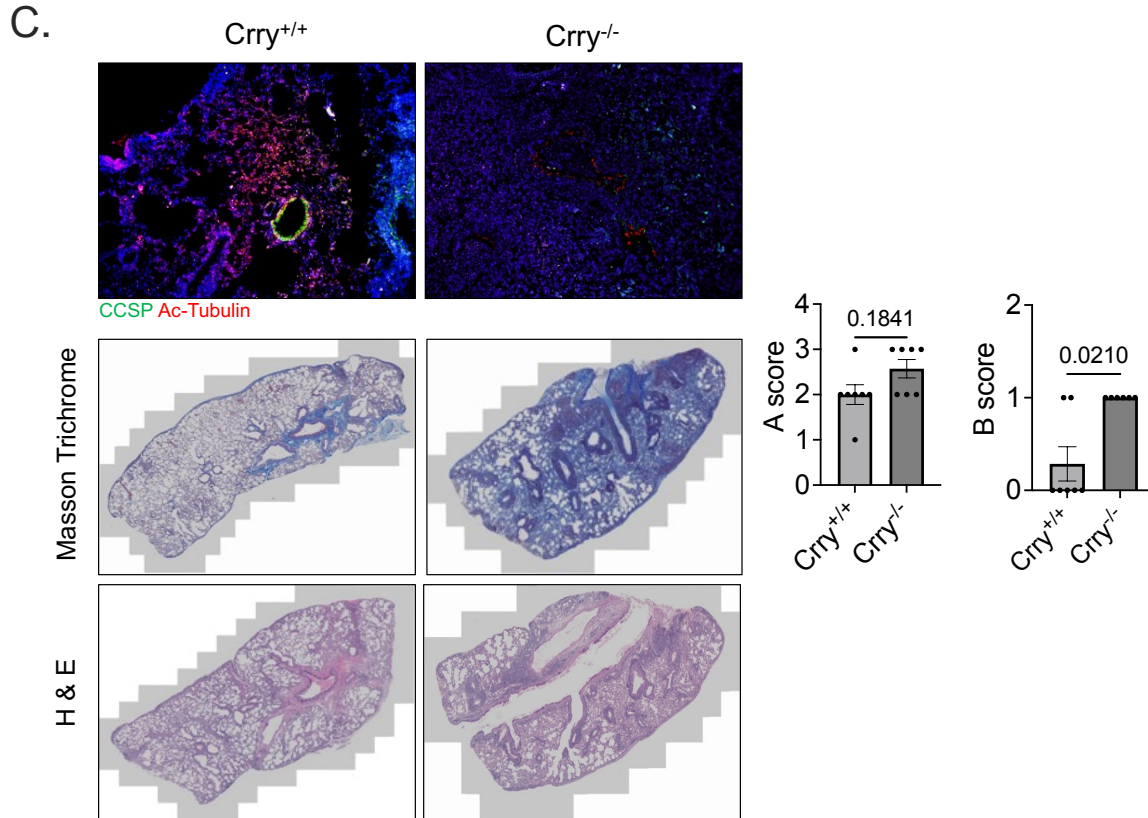 C.
Crry+/+ Crry-/-
CCSP Ac-Tubulin
Masson Trichrome
H & E
A score
4
3
2
1
0
0.1841
Crry+/+
Crry-/-
B score
2
1
0
0.0210
Crry+/+
Crry-/-